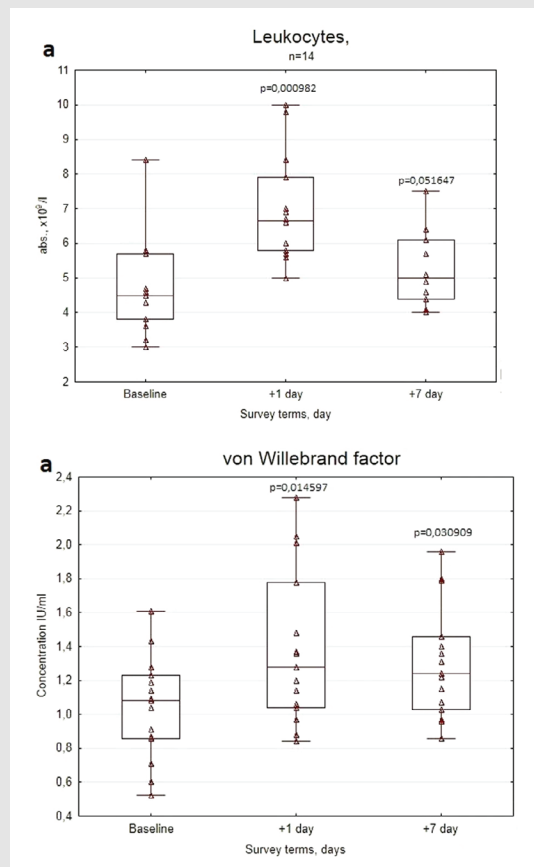 a
Leukocytes,
n=14
11
10
9
8
7
6
5
4
3
2
abs., x10⁹/l
p=0,000982
p=0,051647
Baseline +1 day +7 day
Survey terms, day
a
von Willebrand factor
2,4
2,2
2,0
1,8
1,6
1,4
1,2
1,0
0,8
0,6
0,4
Concentration IU/ml
p=0,014597
p=0,030909
Baseline +1 day +7 day
Survey terms, days